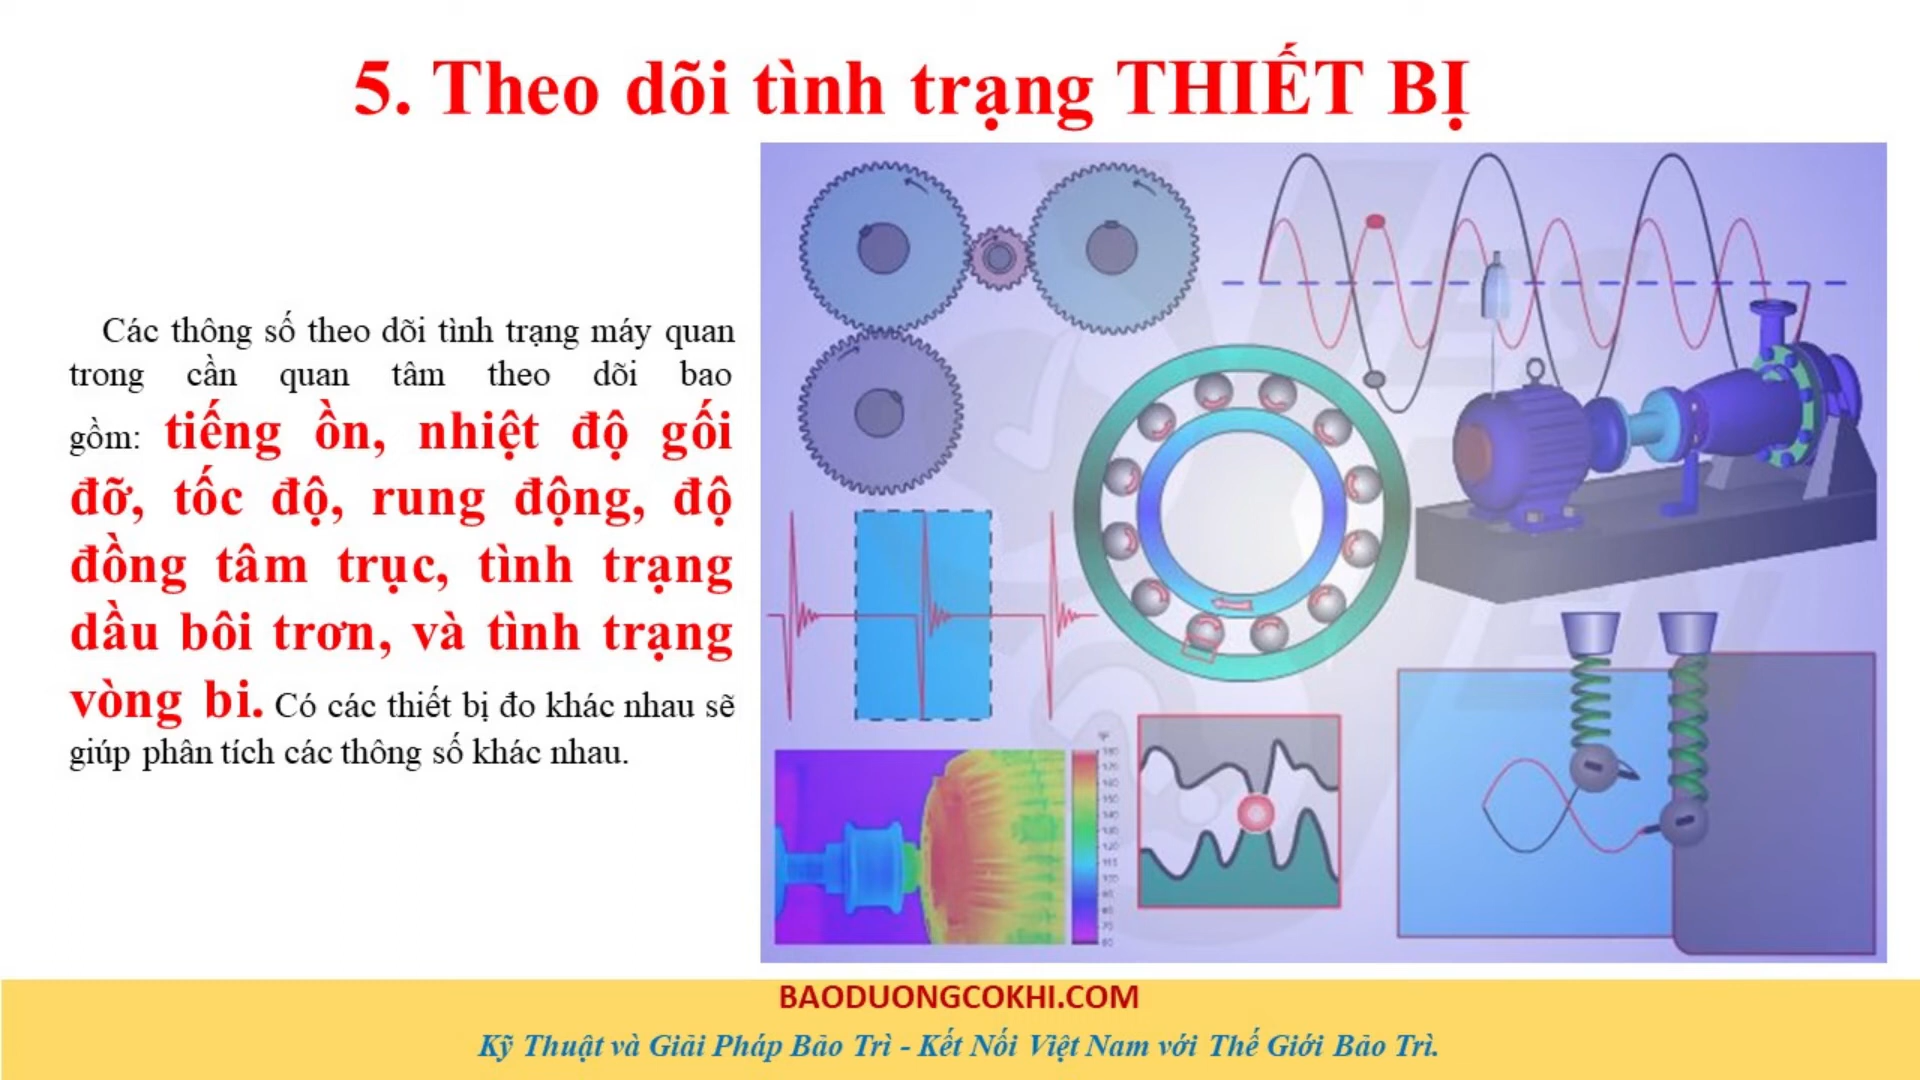 5. Theo dõi tình trạng THIẾT BỊ
Các thông số theo dõi tình trạng máy quan
trong cần quan tâm theo dõi bao
gồm: tiếng ồn, nhiệt độ gối
đỡ, tốc độ, rung động, độ
đồng tâm trục, tình trạng
dầu bôi trơn, và tình trạng
vòng bi. Có các thiết bị đo khác nhau sẽ
giúp phân tích các thông số khác nhau.
BAODUONGCOKHI.COM
Kỹ Thuật và Giải Pháp Bảo Trì - Kết Nối Việt Nam với Thế Giới Bảo Trì.